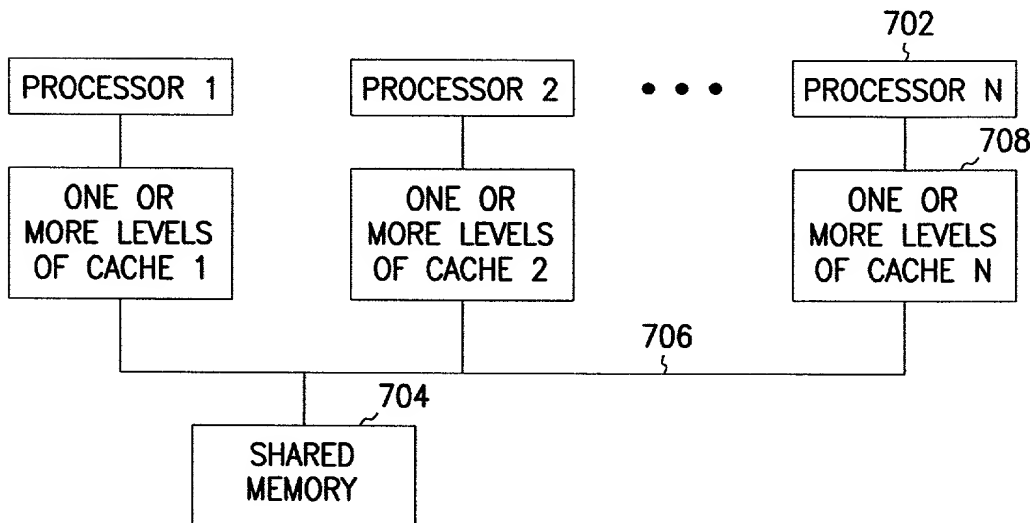 702
PROCESSOR 1
PROCESSOR 2
PROCESSOR N
708
ONE OR
MORE LEVELS
OF CACHE 1
ONE OR
MORE LEVELS
OF CACHE 2
ONE OR
MORE LEVELS
OF CACHE N
706
704
SHARED
MEMORY